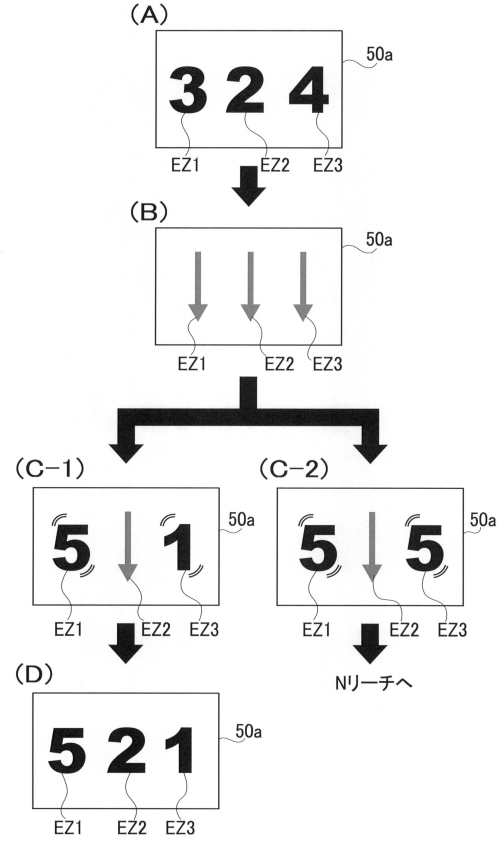 (A)
50a
3 2 4
EZ1 EZ2 EZ3
(B)
50a
EZ1 EZ2 EZ3
(C-1) (C-2)
50a 50a
5 1 5 5
EZ1 EZ2 EZ3 EZ1 EZ2 EZ3
(D) Nリーチへ
50a
5 2 1
EZ1 EZ2 EZ3